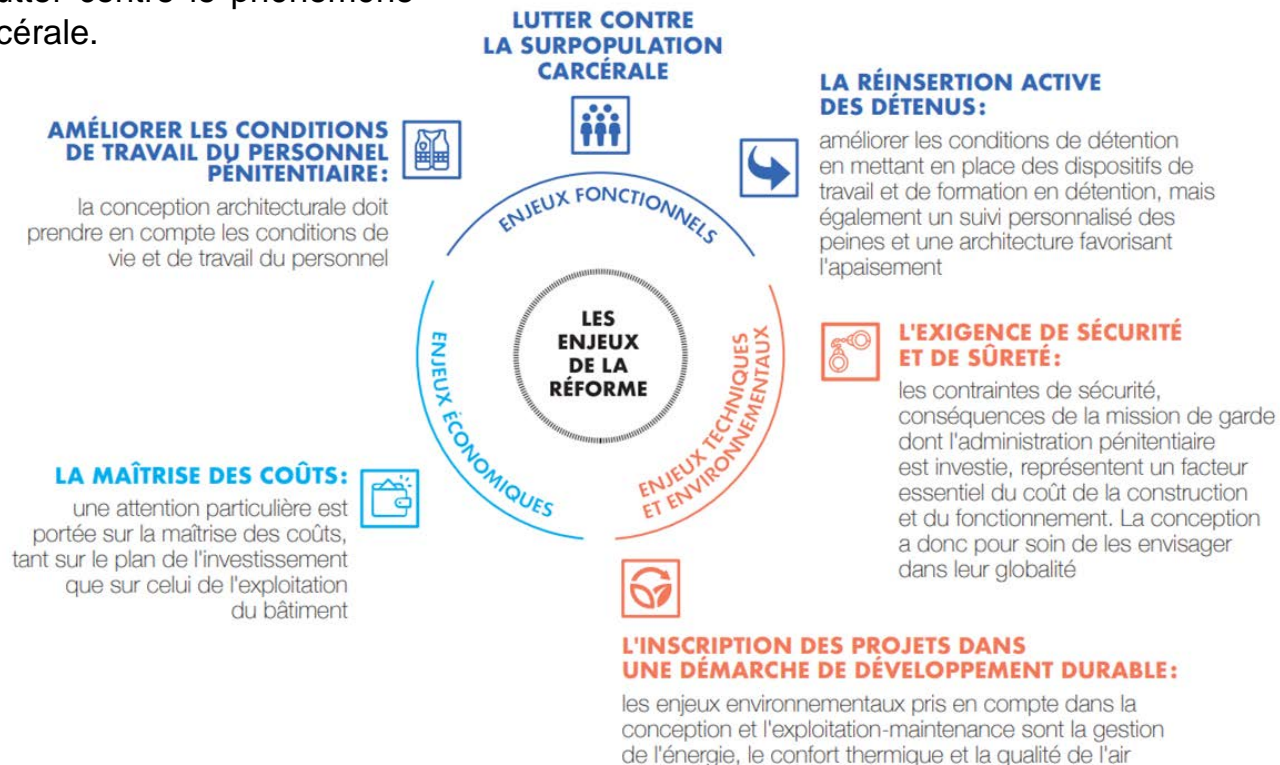 utter contre le phénomène
cérale.
LUTTER CONTRE
LA SURPOPULATION
CARCÉRALE
AMÉLIORER LES CONDITIONS
DE TRAVAIL DU PERSONNEL
PÉNITENTIAIRE:
la conception architecturale doit
prendre en compte les conditions de
vie et de travail du personnel
LA RÉINSERTION ACTIVE
DES DÉTENUS:
améliorer les conditions de détention
en mettant en place des dispositifs de
travail et de formation en détention, mais
également un suivi personnalisé des
peines et une architecture favorisant
l'apaisement
ENJEUX FONCTIONNELS
LES
ENJEUX
DE LA
RÉFORME
ENJEUX ÉCONOMIQUES
ENJEUX TECHNIQUES
ET ENVIRONNEMENTAUX
L'EXIGENCE DE SÉCURITÉ
ET DE SÛRETÉ:
les contraintes de sécurité,
conséquences de la mission de garde
dont l'administration pénitentiaire
est investie, représentent un facteur
essentiel du coût de la construction
et du fonctionnement. La conception
a donc pour soin de les envisager
dans leur globalité
LA MAÎTRISE DES COÛTS:
une attention particulière est
portée sur la maîtrise des coûts,
tant sur le plan de l'investissement
que sur celui de l'exploitation
du bâtiment
L'INSCRIPTION DES PROJETS DANS
UNE DÉMARCHE DE DÉVELOPPEMENT DURABLE:
les enjeux environnementaux pris en compte dans la
conception et l'exploitation-maintenance sont la gestion
de l'énergie, le confort thermique et la qualité de l'air